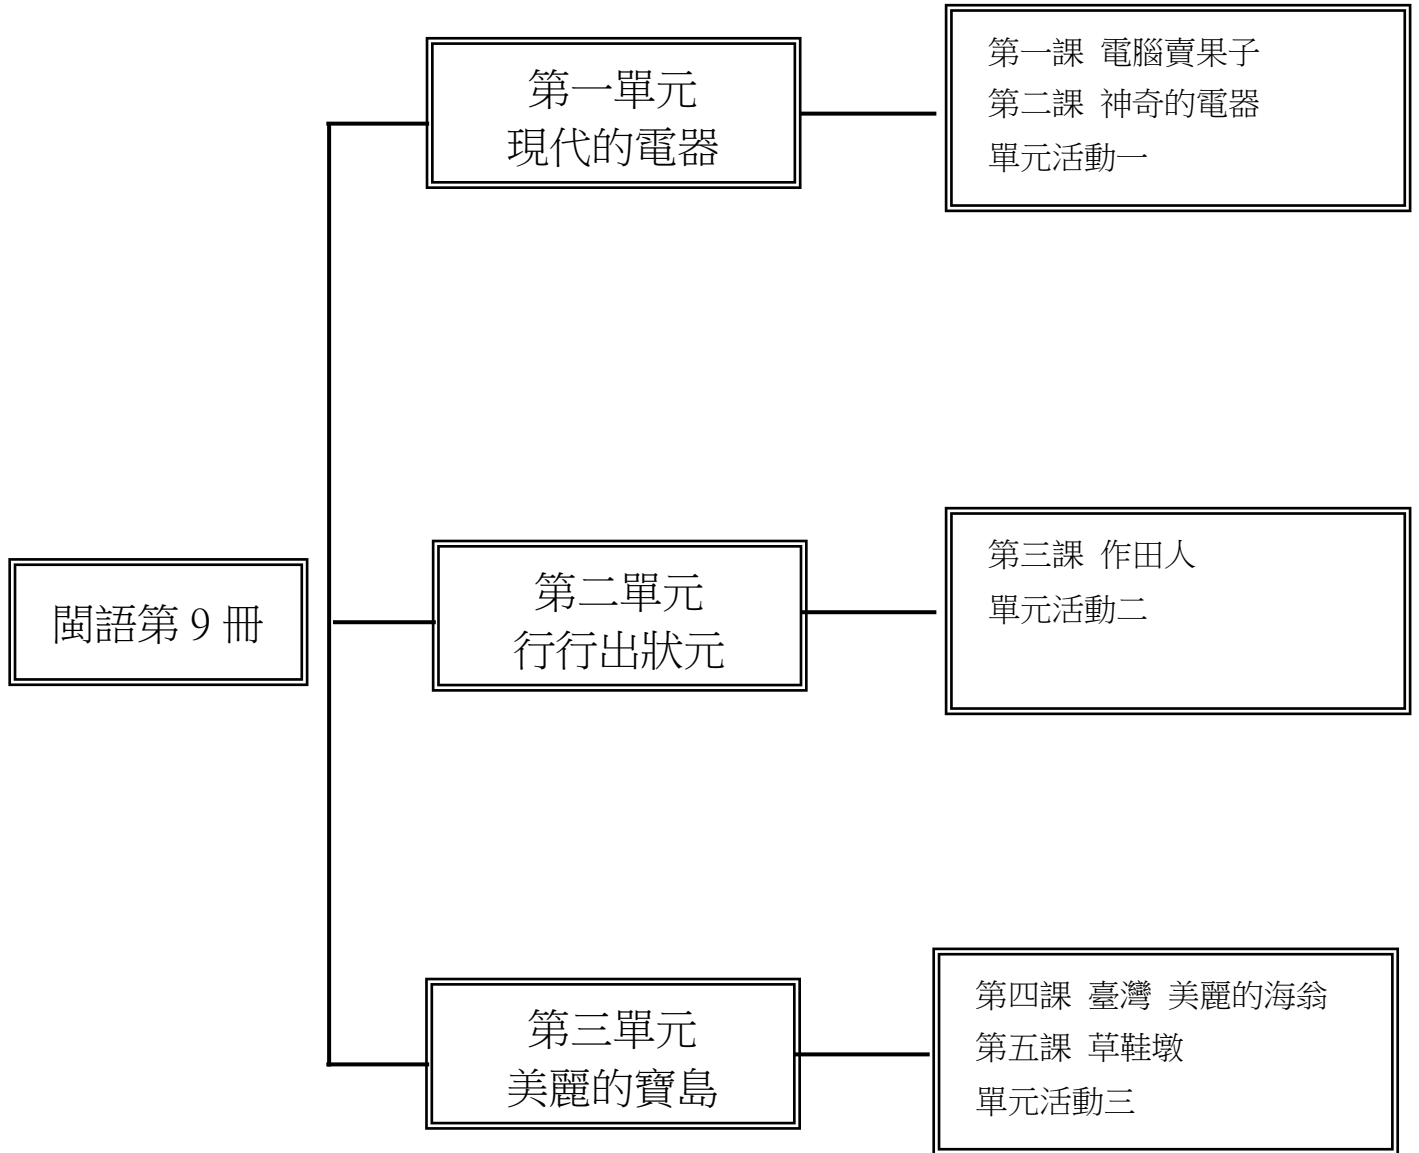 閩語第 9 冊
第一單元
現代的電器
第一課 電腦賣果子
第二課 神奇的電器
單元活動一
第二單元
行行出狀元
第三課 作田人
單元活動二
第三單元
美麗的寶島
第四課 臺灣 美麗的海翁
第五課 草鞋墩
單元活動三